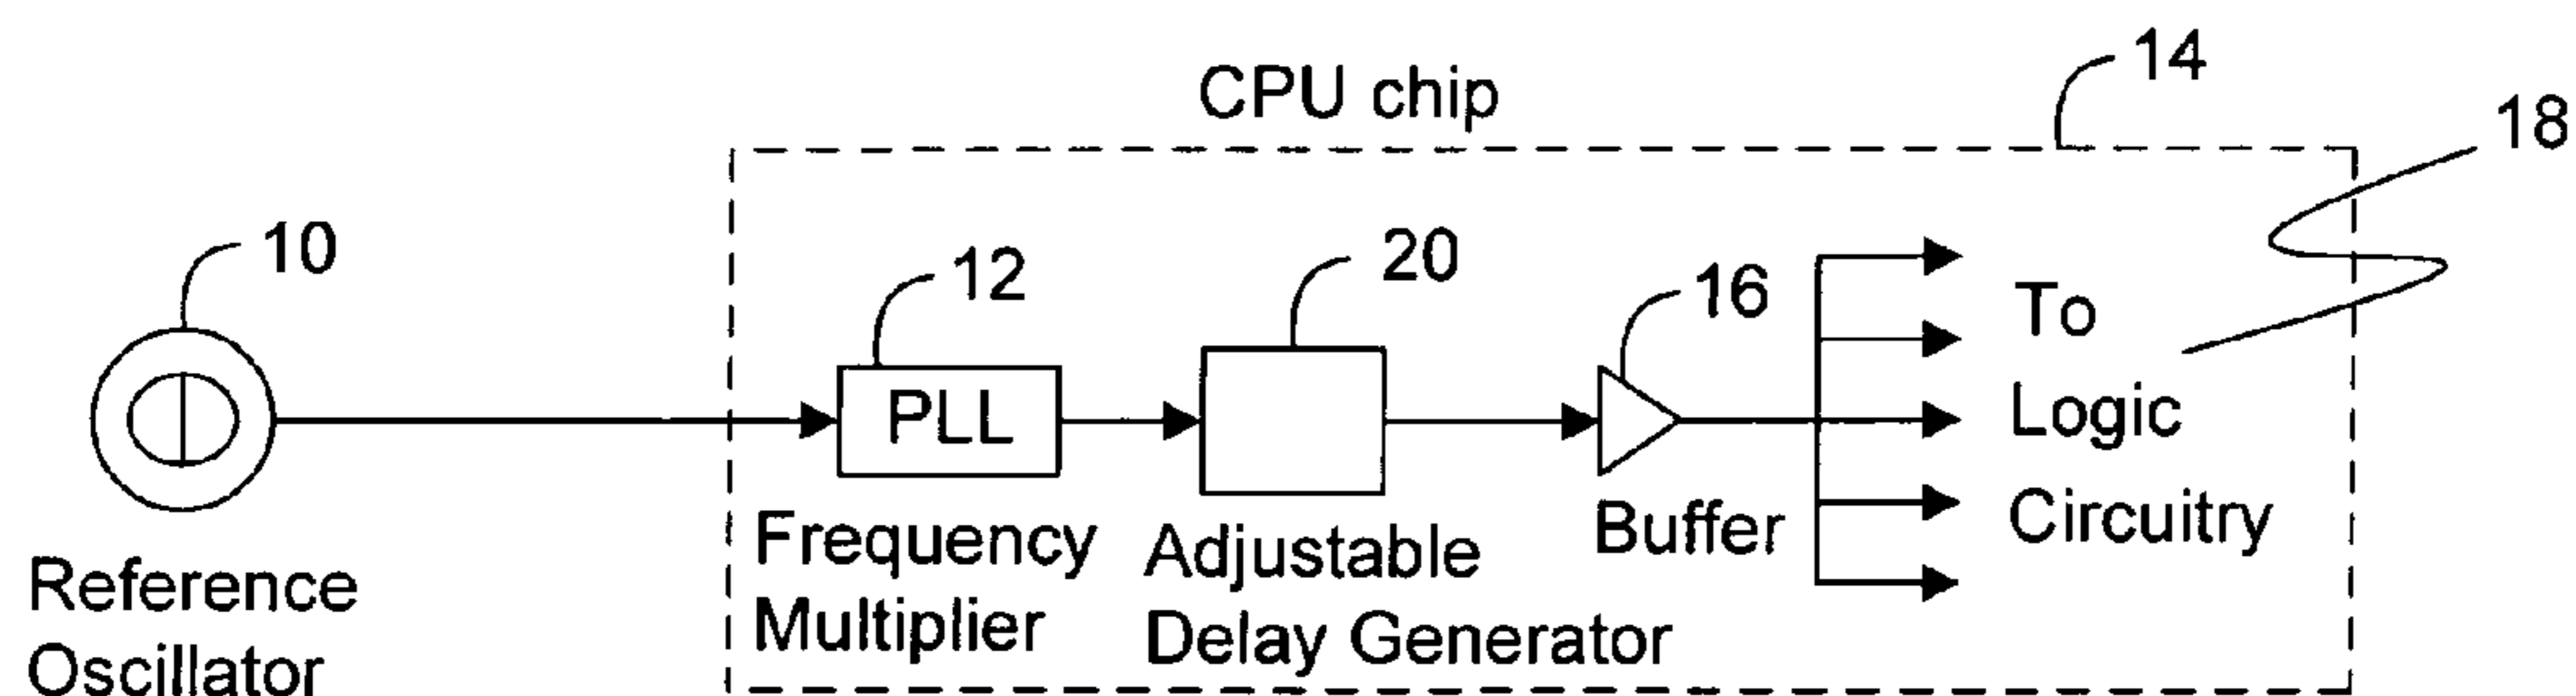 CPU chip
14
18
10
12
20
16
PLL
To
Logic
Circuitry
Buffer
Frequency
Multiplier
Adjustable
Delay Generator
Reference
Oscillator